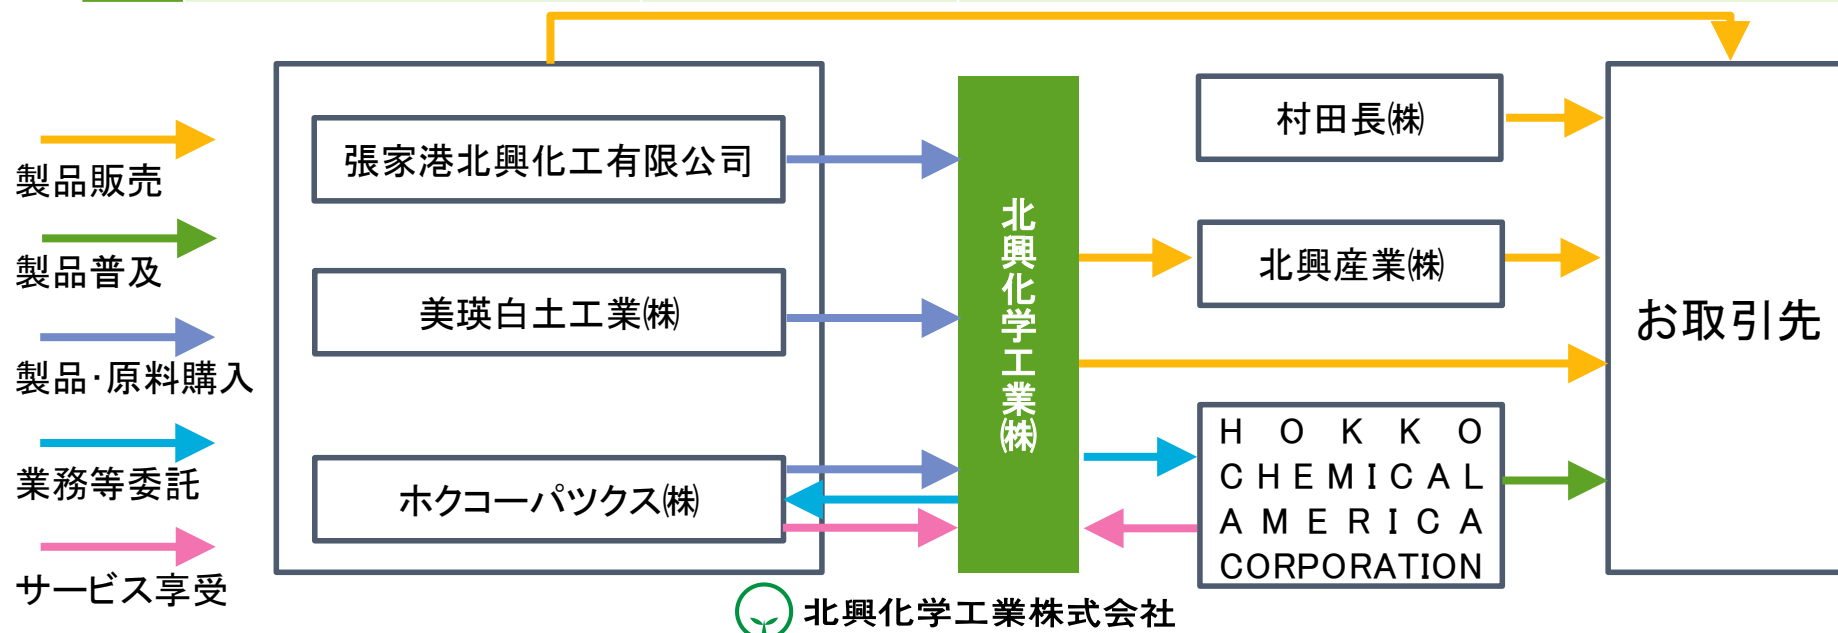 製品販売
製品普及
製品・原料購入
業務等委託
サービス享受
張家港北興化工有限公司
美瑛白土工業㈱
ホクコーパツクス㈱
北興化学工業㈱
村田長㈱
北興産業㈱
HOKKO
CHEMICAL
AMERICA
CORPORATION
お取引先
北興化学工業株式会社